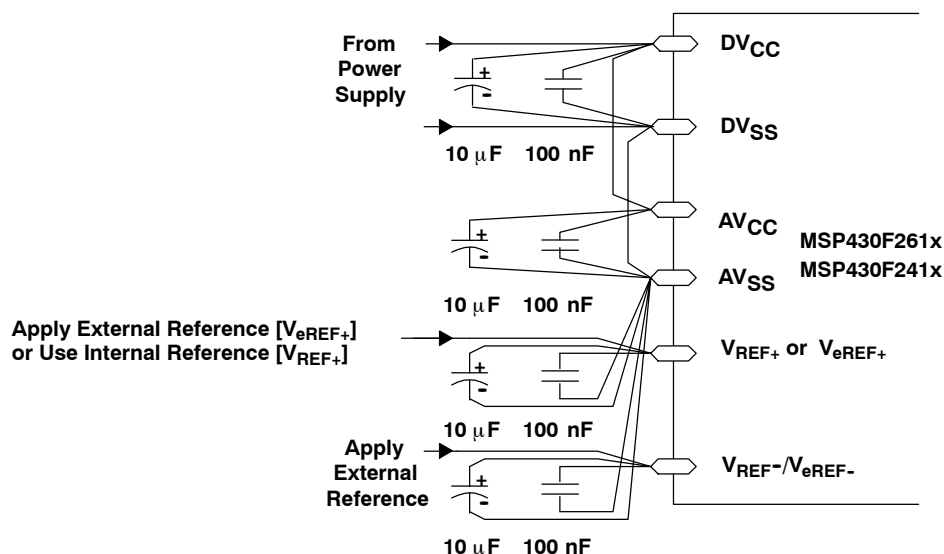 From
Power
Supply
+
-
10 μF 100 nF
DVCC
DVSS
+
-
10 μF 100 nF
AVCC
AVSS
MSP430F261x
MSP430F241x
Apply External Reference [VeREF+]
or Use Internal Reference [VREF+]
+
-
10 μF 100 nF
VREF+ or VeREF+
Apply
External
Reference
+
-
10 μF 100 nF
VREF-/VeREF-